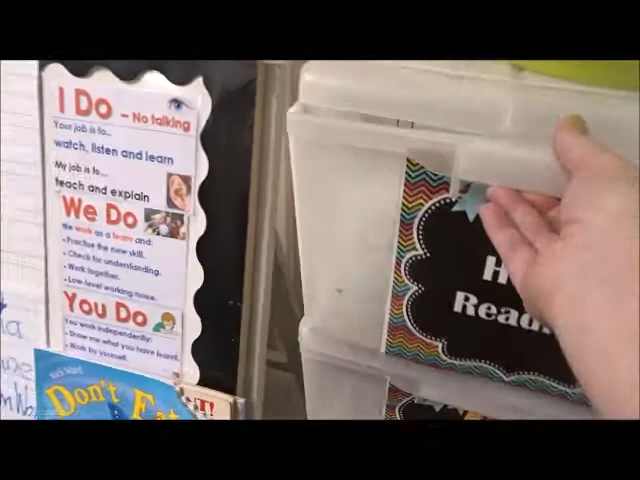 I Do – No talking
Your job is to...
watch, listen and learn
My job is to...
teach and explain
We Do
We work as a team and:
• Practise the new skill.
• Check for understanding.
• Work together.
• Low level working noise.
You Do
You work independently:
• Show me what you have learnt.
• Work by yourself.
Don't Ea
H
Readin